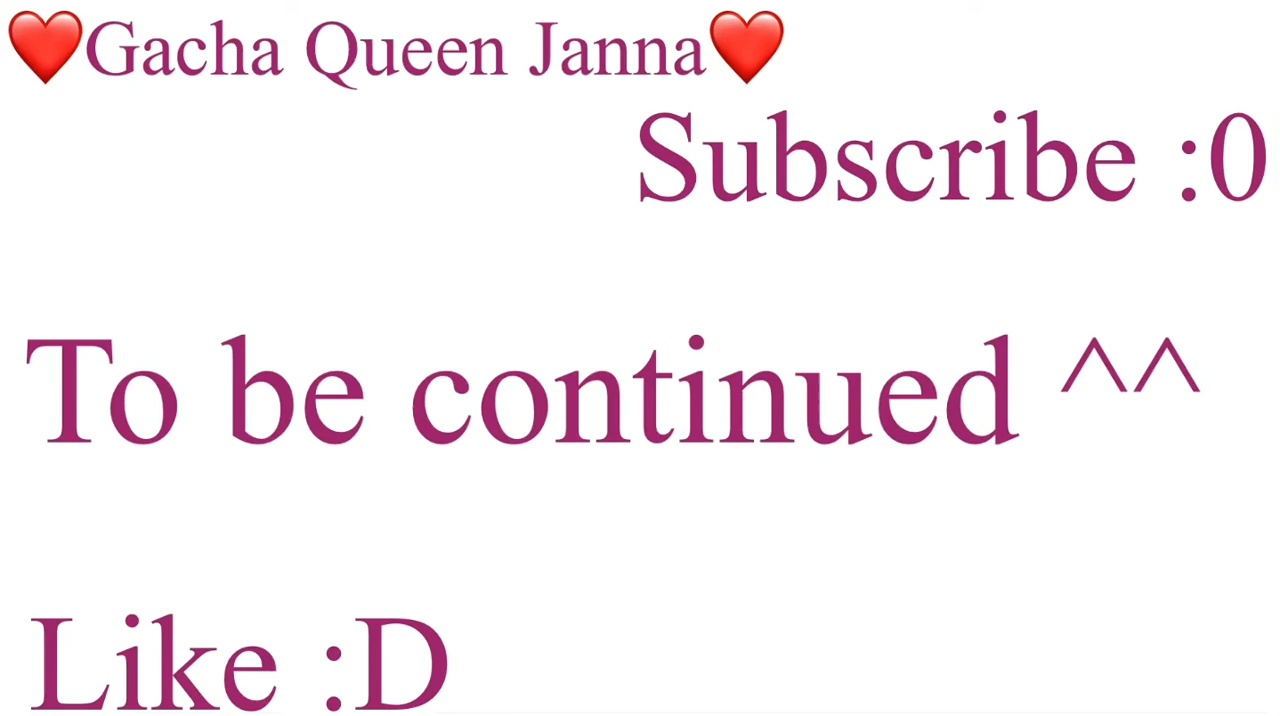 ❤️Gacha Queen Janna❤️
Subscribe :0
To be continued ^^
Like :D